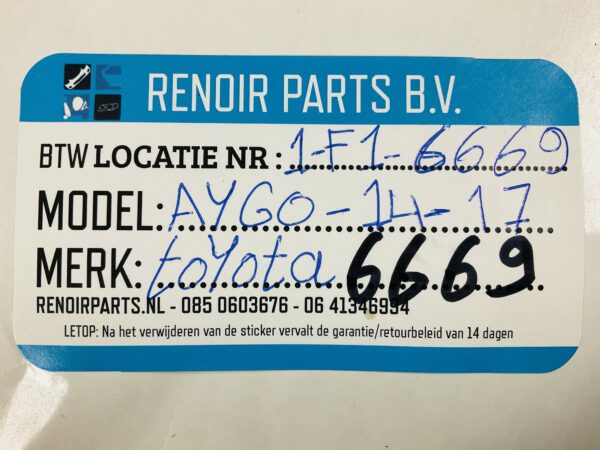 RENOIR PARTS B.V.
BTW LOCATIE NR : 1-F1-6669
MODEL: AYGO-14-17
MERK: toyota 6669
RENOIRPARTS.NL - 085 0603676 - 06 41346994
LETOP: Na het verwijderen van de sticker vervalt de garantie/retourbeleid van 14 dagen